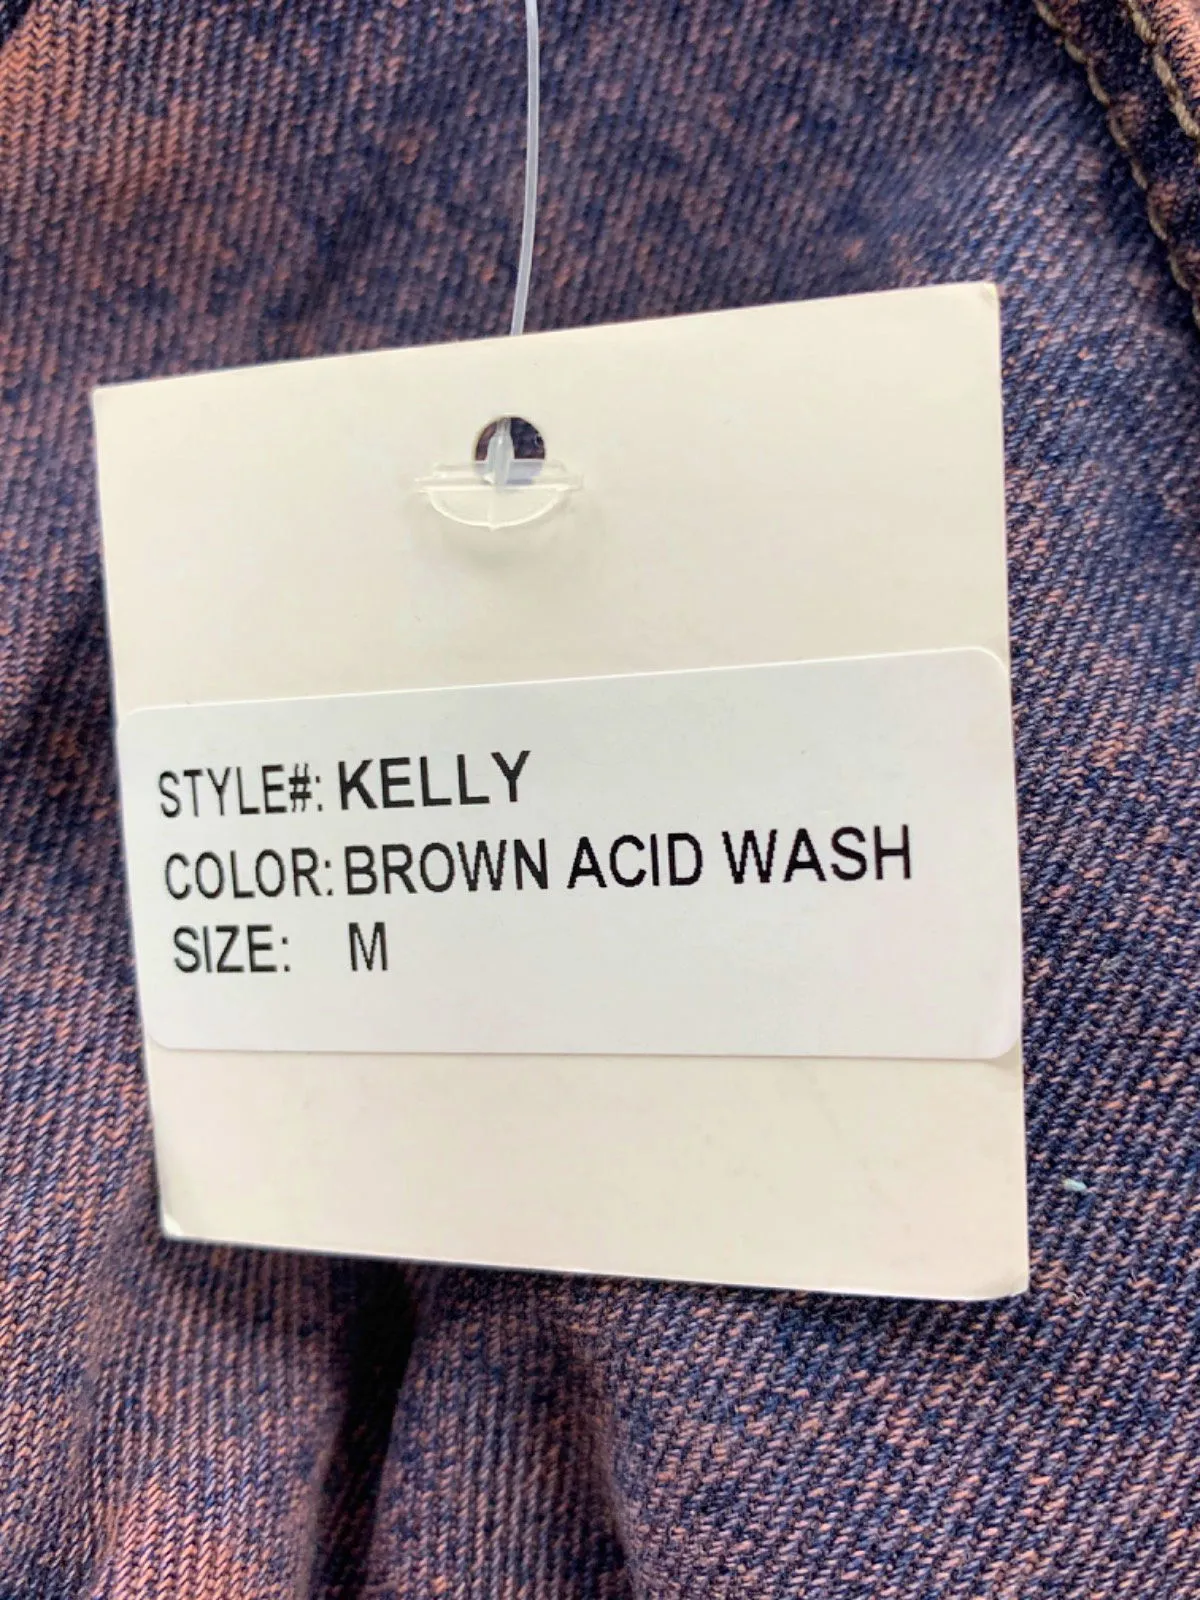 STYLE#: KELLY
COLOR: BROWN ACID WASH
SIZE: M